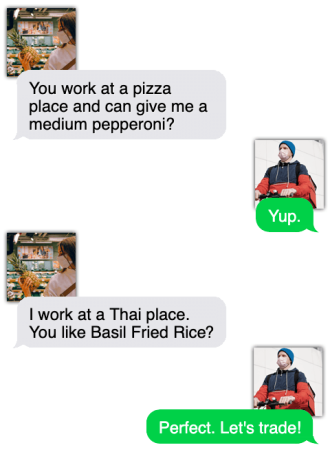 You work at a pizza
place and can give me a
medium pepperoni?
Yup.
I work at a Thai place.
You like Basil Fried Rice?
Perfect. Let's trade!